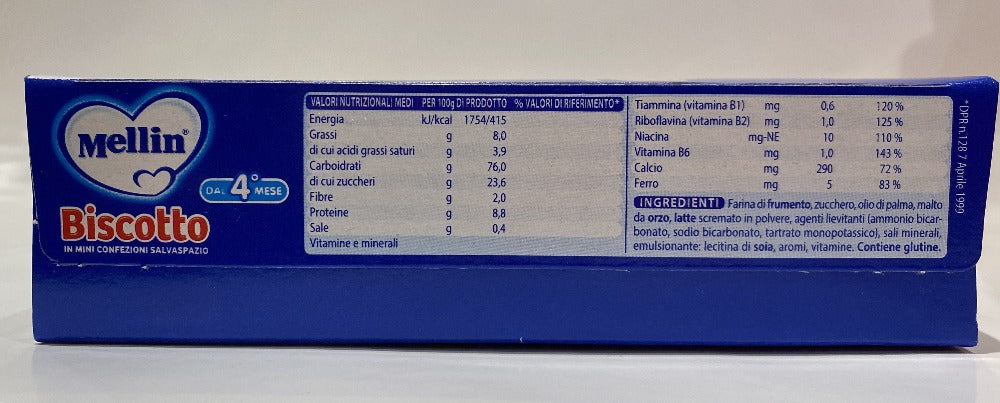 Mellin®
DAL 4° MESE
Biscotto
IN MINI CONFEZIONI SALVASPAZIO
VALORI NUTRIZIONALI MEDI PER 100g DI PRODOTTO % VALORI DI RIFERIMENTO*
Energia kJ/kcal 1754/415
Grassi g 8,0
di cui acidi grassi saturi g 3,9
Carboidrati g 76,0
di cui zuccheri g 23,6
Fibre g 2,0
Proteine g 8,8
Sale g 0,4
Vitamine e minerali
Tiammina (vitamina B1) mg 0,6 120 %
Riboflavina (vitamina B2) mg 1,0 125 %
Niacina mg-NE 10 110 %
Vitamina B6 mg 1,0 143 %
Calcio mg 290 72 %
Ferro mg 5 83 %
INGREDIENTI Farina di frumento, zucchero, olio di palma, malto
da orzo, latte scremato in polvere, agenti lievitanti (ammonio bicar-
bonato, sodio bicarbonato, tartrato monopotassico), sali minerali,
emulsionante: lecitina di soia, aromi, vitamine. Contiene glutine.
*DPR n.128 7 Aprile 1999